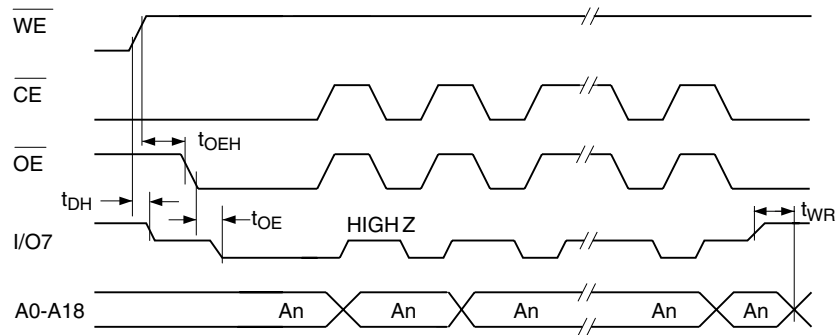 WE
CE
tOEH
OE
tDH
tOE
tWR
I/O7
HIGH Z
A0-A18
An An An An An